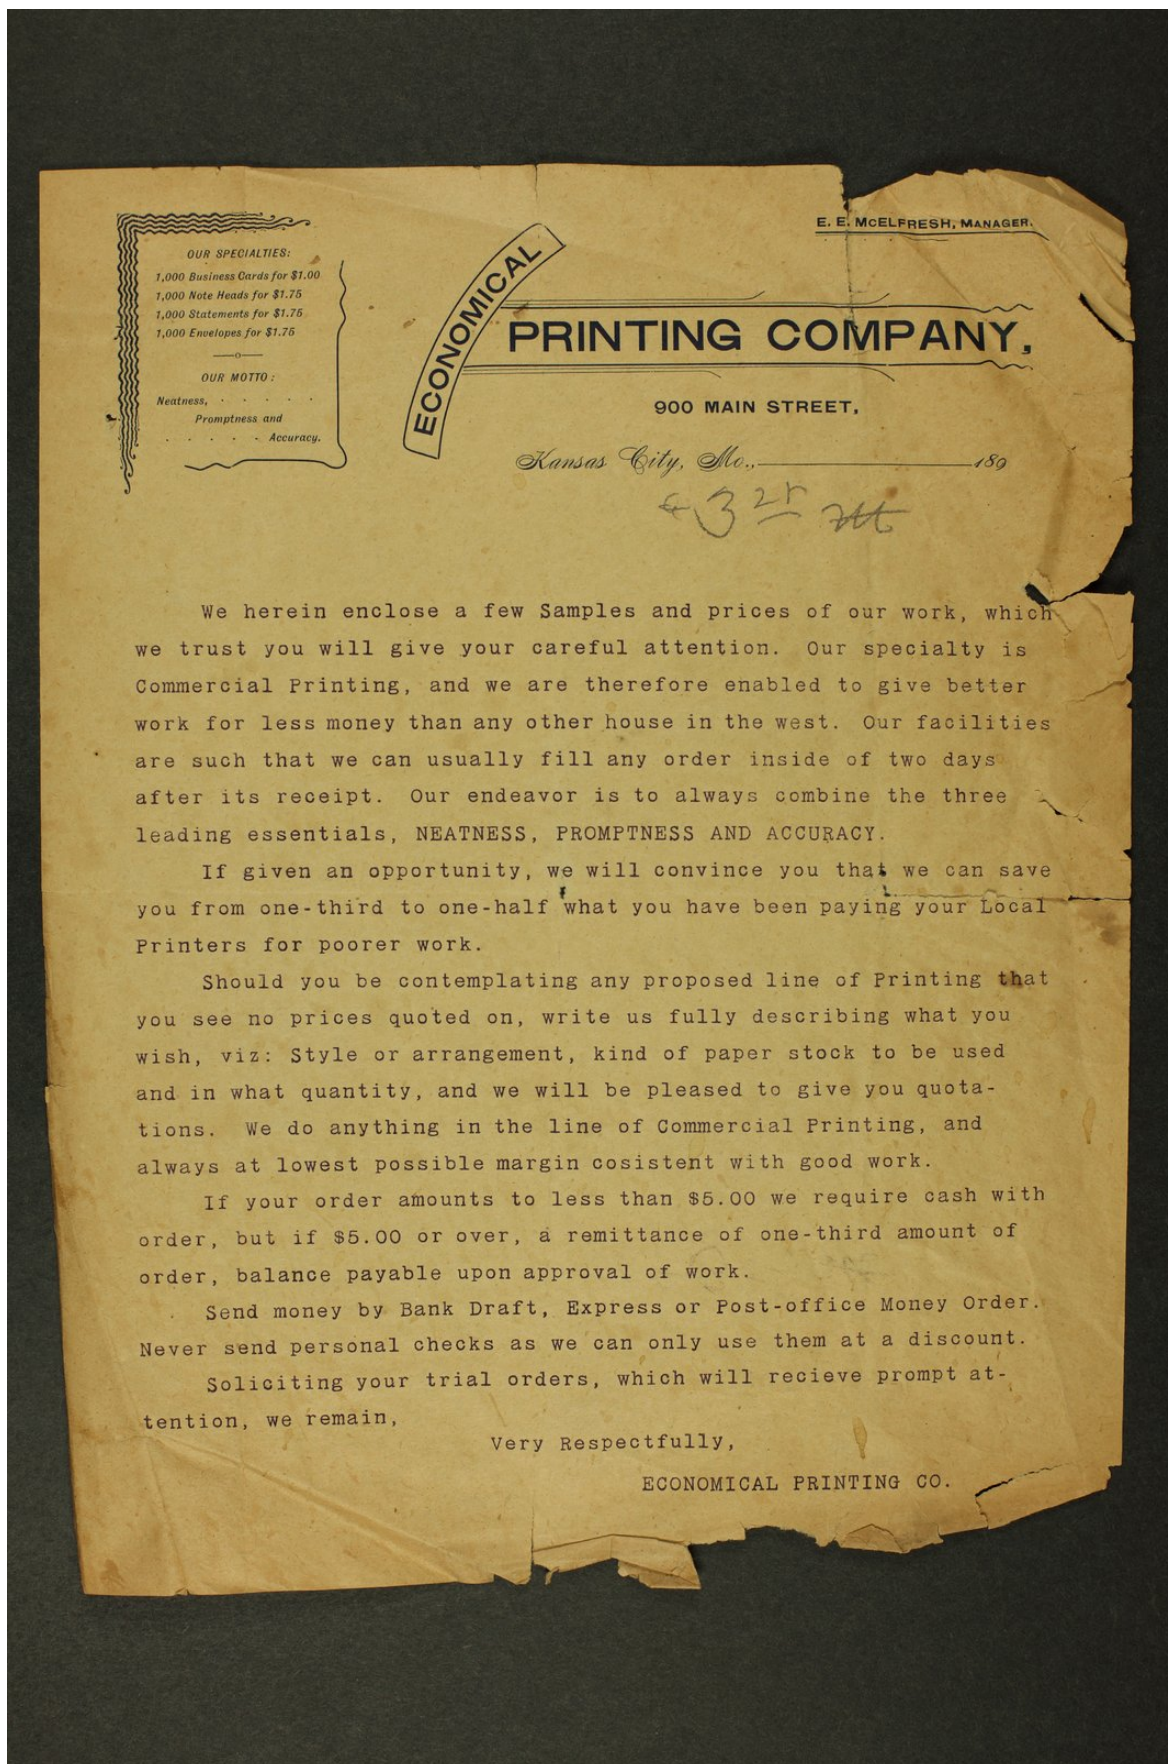 OUR SPECIALTIES:
1,000 Business Cards for $1.00
1,000 Note Heads for $1.75
1,000 Statements for $1.75
1,000 Envelopes for $1.75
OUR MOTTO:
Neatness, . . . . .
Promptness and
. . . . . Accuracy.
E. E. MCELFRESH, MANAGER.
ECONOMICAL
PRINTING COMPANY,
900 MAIN STREET,
Kansas City, Mo., 189
3
We herein enclose a few Samples and prices of our work, which
we trust you will give your careful attention. Our specialty is
Commercial Printing, and we are therefore enabled to give better
work for less money than any other house in the west. Our facilities
are such that we can usually fill any order inside of two days
after its receipt. Our endeavor is to always combine the three
leading essentials, NEATNESS, PROMPTNESS AND ACCURACY.
If given an opportunity, we will convince you that we can save
you from one-third to one-half what you have been paying your Local
Printers for poorer work.
Should you be contemplating any proposed line of Printing that
you see no prices quoted on, write us fully describing what you
wish, viz: Style or arrangement, kind of paper stock to be used
and in what quantity, and we will be pleased to give you quota-
tions. We do anything in the line of Commercial Printing, and
always at lowest possible margin cosistent with good work.
If your order amounts to less than $5.00 we require cash with
order, but if $5.00 or over, a remittance of one-third amount of
order, balance payable upon approval of work.
Send money by Bank Draft, Express or Post-office Money Order.
Never send personal checks as we can only use them at a discount.
Soliciting your trial orders, which will recieve prompt at-
tention, we remain,
Very Respectfully,
ECONOMICAL PRINTING CO.